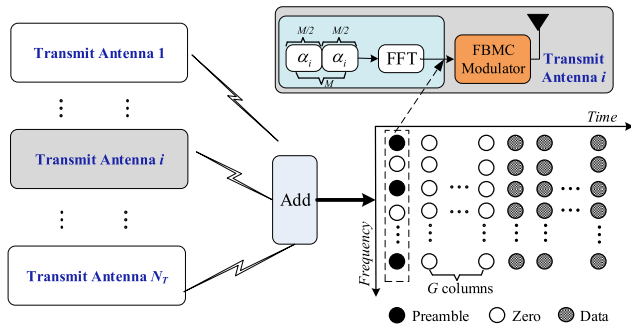 Transmit Antenna 1
Transmit Antenna i
Transmit Antenna N_T
M/2 M/2
α_i α_i
M
FFT
FBMC
Modulator
Transmit
Antenna i
Add
Time
Frequency
G columns
Preamble Zero Data